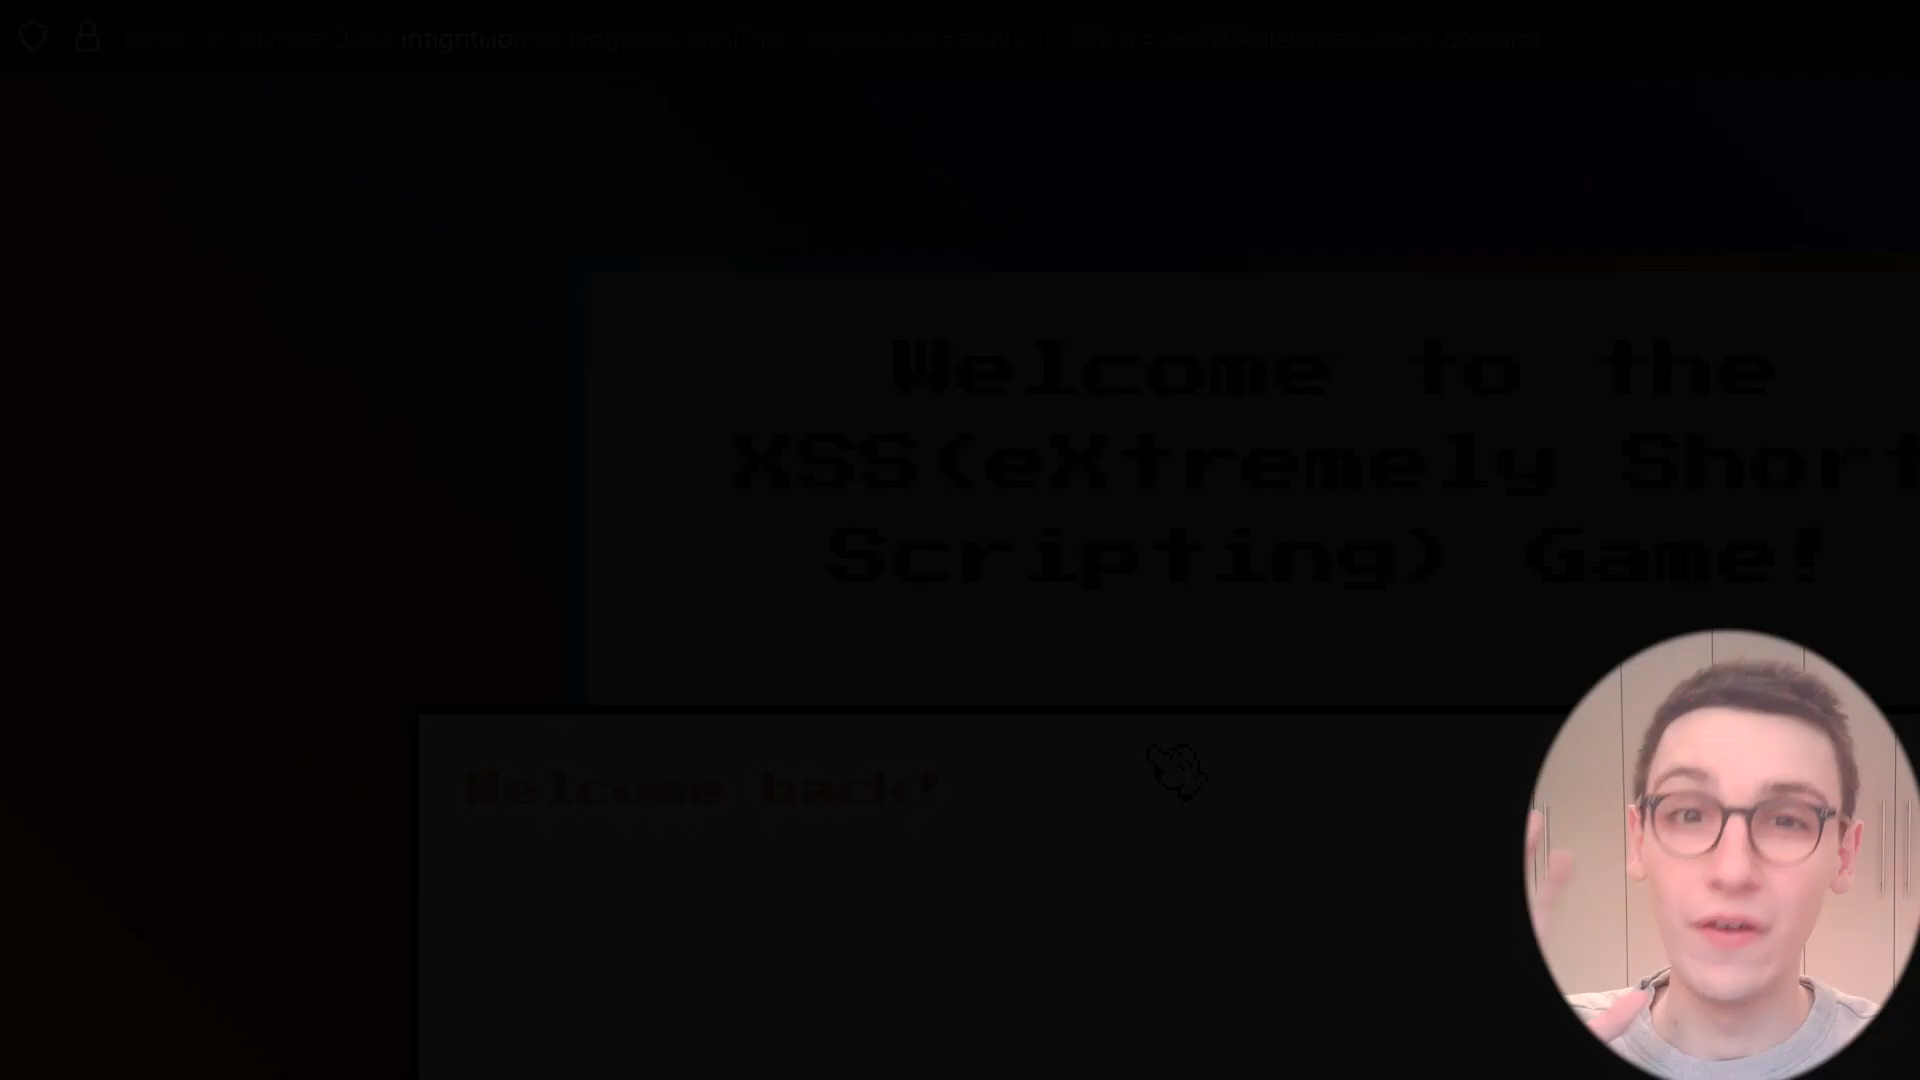 intigriti.io
Welcome to the
XSS(eXtremely Short
Scripting) Game!
Welcome back!